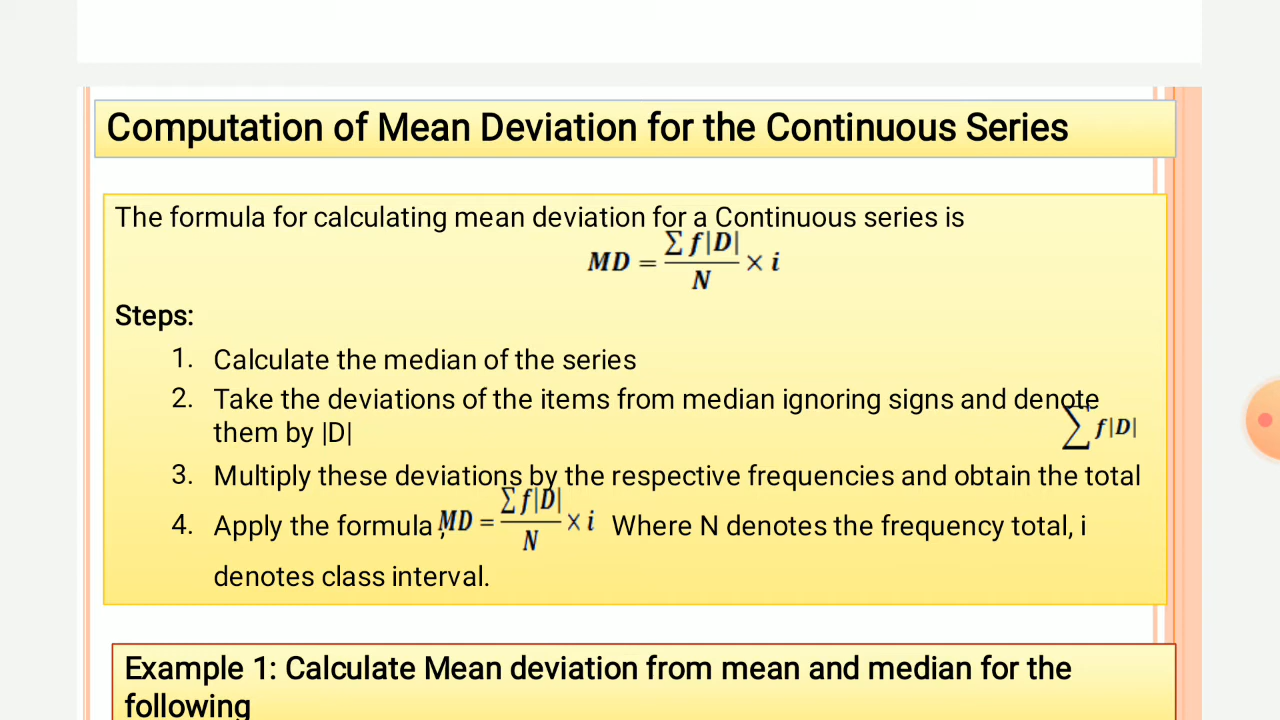 Computation of Mean Deviation for the Continuous Series
The formula for calculating mean deviation for a Continuous series is
MD = ∑ f|D| / N × i
Steps:
1. Calculate the median of the series
2. Take the deviations of the items from median ignoring signs and denote
them by |D|
∑ f|D|
3. Multiply these deviations by the respective frequencies and obtain the total
4. Apply the formula, MD = ∑ f|D| / N × i Where N denotes the frequency total, i
denotes class interval.
Example 1: Calculate Mean deviation from mean and median for the
following